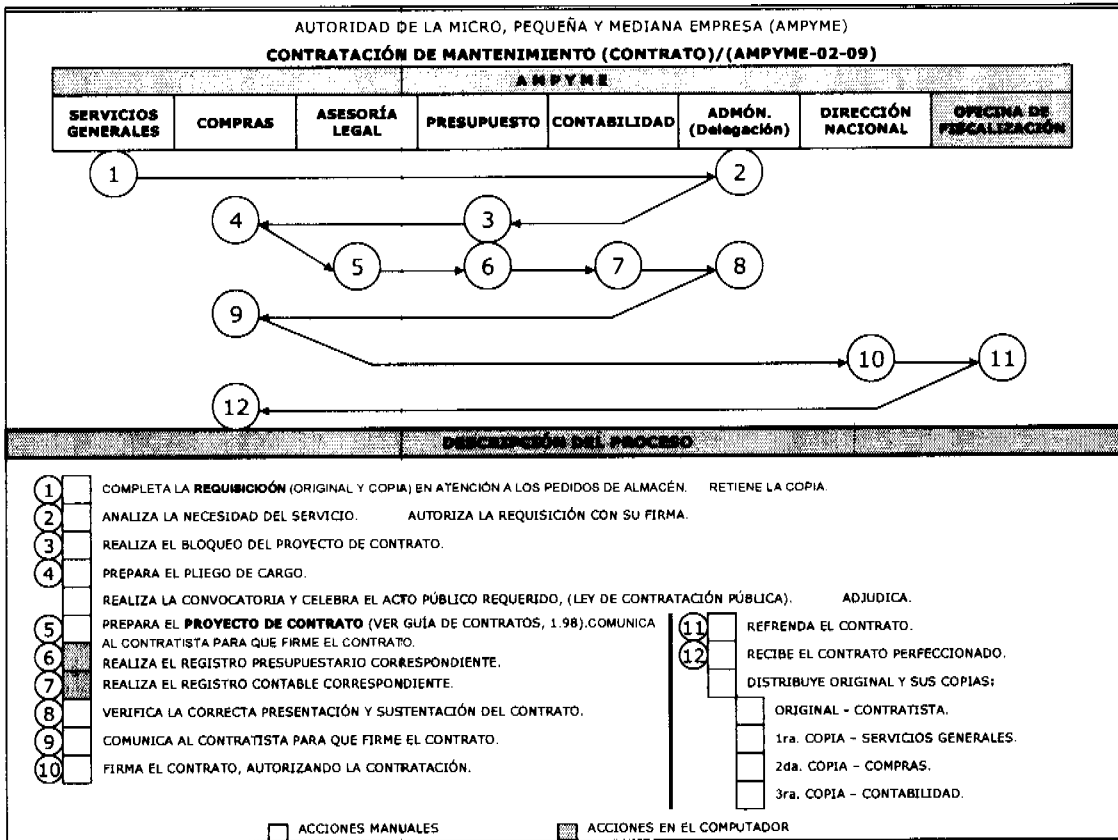 AUTORIDAD DE LA MICRO, PEQUEÑA Y MEDIANA EMPRESA (AMPYME)
CONTRATACIÓN DE MANTENIMIENTO (CONTRATO)/(AMPYME-02-09)
AMPYME
SERVICIOS GENERALES
COMPRAS
ASESORÍA LEGAL
PRESUPUESTO
CONTABILIDAD
ADMÓN. (Delegación)
DIRECCIÓN NACIONAL
OFICINA DE FISCALIZACIÓN
1
2
4
3
5
6
7
8
9
10
11
12
DESCRIPCIÓN DEL PROCESO
1 COMPLETA LA REQUISICIOÓN (ORIGINAL Y COPIA) EN ATENCIÓN A LOS PEDIDOS DE ALMACÉN. RETIENE LA COPIA.
2 ANALIZA LA NECESIDAD DEL SERVICIO. AUTORIZA LA REQUISICIÓN CON SU FIRMA.
3 REALIZA EL BLOQUEO DEL PROYECTO DE CONTRATO.
4 PREPARA EL PLIEGO DE CARGO.
REALIZA LA CONVOCATORIA Y CELEBRA EL ACTO PÚBLICO REQUERIDO, (LEY DE CONTRATACIÓN PÚBLICA). ADJUDICA.
5 PREPARA EL PROYECTO DE CONTRATO (VER GUÍA DE CONTRATOS, 1.98).COMUNICA
AL CONTRATISTA PARA QUE FIRME EL CONTRATO.
6 REALIZA EL REGISTRO PRESUPUESTARIO CORRESPONDIENTE.
7 REALIZA EL REGISTRO CONTABLE CORRESPONDIENTE.
8 VERIFICA LA CORRECTA PRESENTACIÓN Y SUSTENTACIÓN DEL CONTRATO.
9 COMUNICA AL CONTRATISTA PARA QUE FIRME EL CONTRATO.
10 FIRMA EL CONTRATO, AUTORIZANDO LA CONTRATACIÓN.
11 REFRENDA EL CONTRATO.
12 RECIBE EL CONTRATO PERFECCIONADO.
DISTRIBUYE ORIGINAL Y SUS COPIAS:
ORIGINAL - CONTRATISTA.
1ra. COPIA - SERVICIOS GENERALES.
2da. COPIA - COMPRAS.
3ra. COPIA - CONTABILIDAD.
ACCIONES MANUALES
ACCIONES EN EL COMPUTADOR